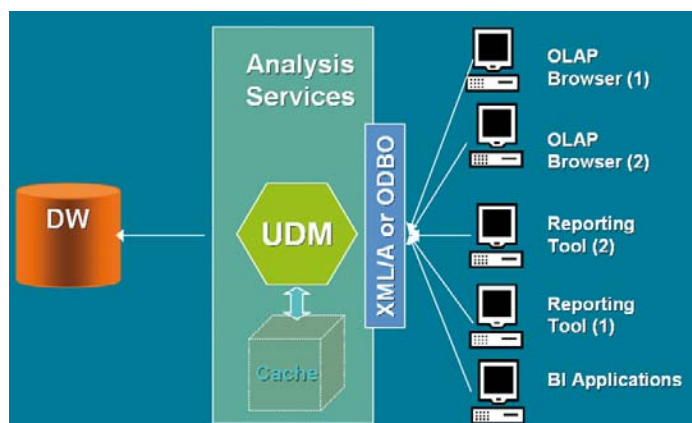 Analysis
Services
DW
UDM
Cache
XML/A or ODBO
OLAP
Browser (1)
OLAP
Browser (2)
Reporting
Tool (2)
Reporting
Tool (1)
BI Applications